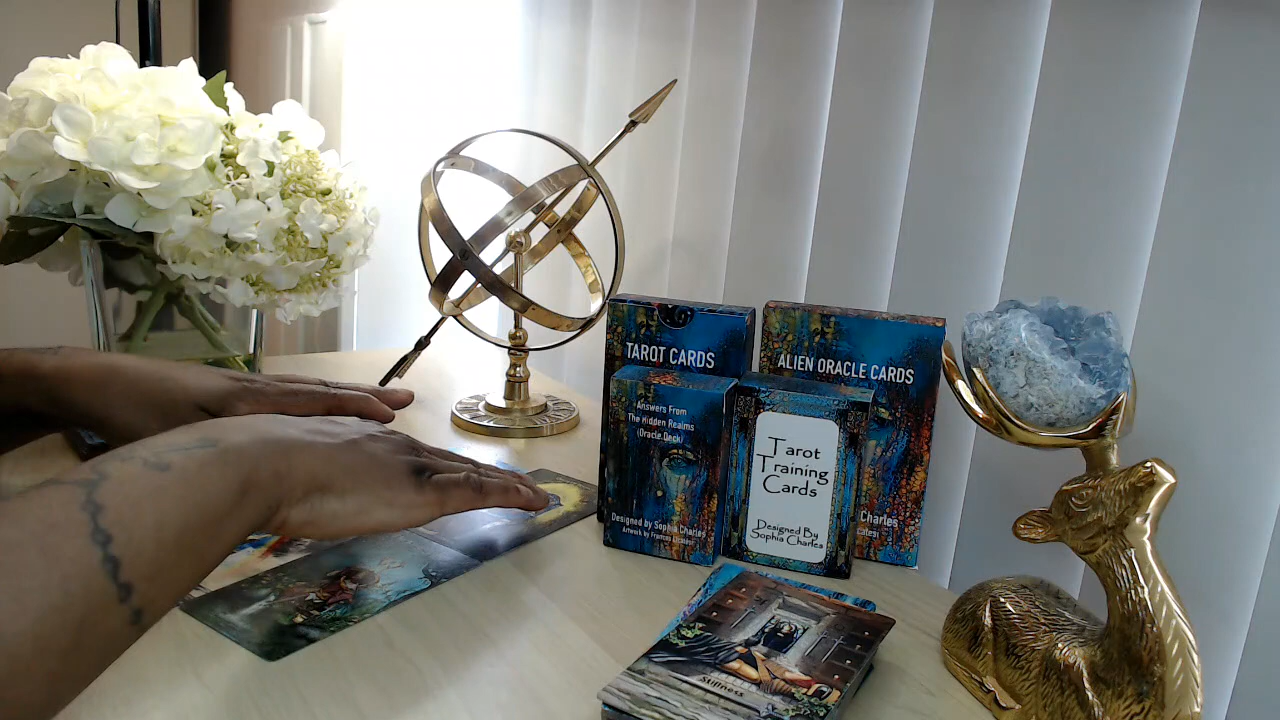 TAROT CARDS
ALIEN ORACLE CARDS
Answers From
The Hidden Realms
(Oracle Deck)
Designed by Sophia Charles
Artwork by Frances
Tarot
Training
Cards
Designed By
Sophia Charles
Charles
Stillness